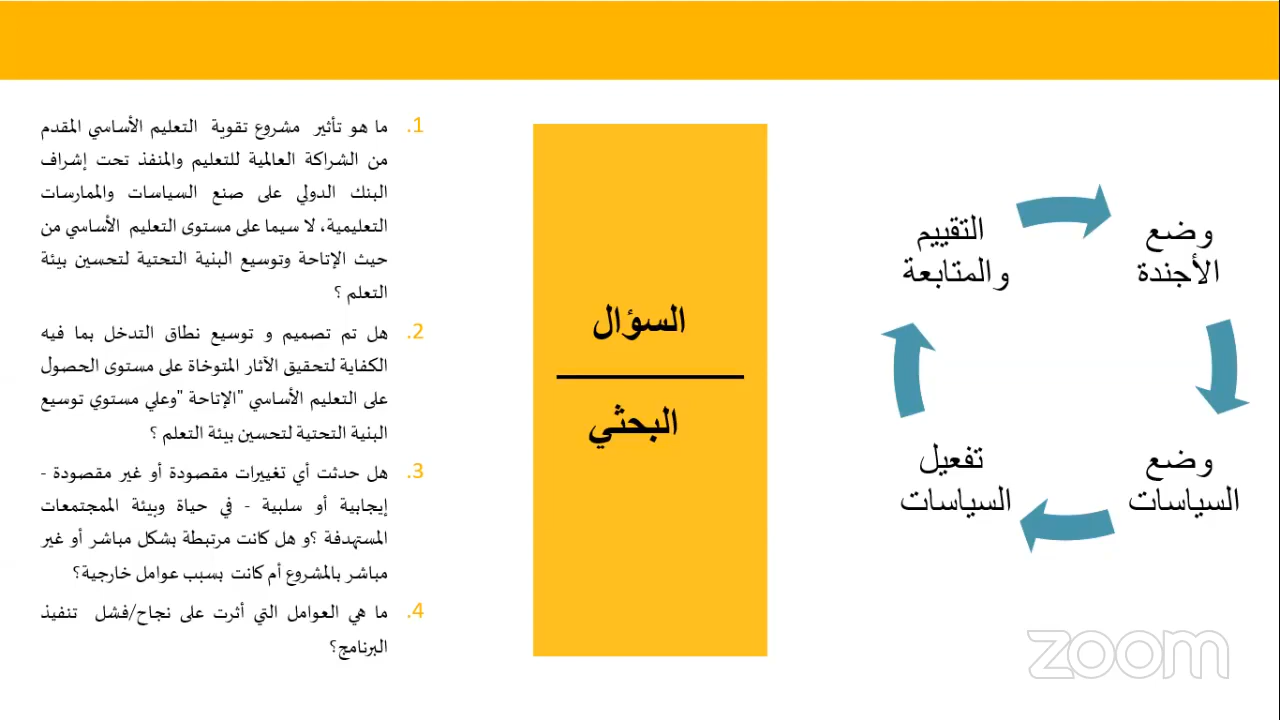 وضع
الأجندة
وضع
السياسات
تفعيل
السياسات
التقييم
والمتابعة
السؤال
البحثي
1. ما هو تأثير مشروع تقوية التعليم الأساسي المقدم
من الشراكة العالمية للتعليم والمنفذ تحت إشراف
البنك الدولي على صنع السياسات والممارسات
التعليمية، لا سيما على مستوى التعليم الأساسي من
حيث الإتاحة وتوسيع البنية التحتية لتحسين بيئة
التعلم ؟
2. هل تم تصميم و توسيع نطاق التدخل بما فيه
الكفاية لتحقيق الآثار المتوخاة على مستوى الحصول
على التعليم الأساسي "الإتاحة "وعلي مستوي توسيع
البنية التحتية لتحسين بيئة التعلم ؟
3. هل حدثت أي تغييرات مقصودة أو غير مقصودة -
إيجابية أو سلبية - في حياة وبيئة الممجتمعات
المستهدفة ؟و هل كانت مرتبطة بشكل مباشر أو غير
مباشر بالمشروع أم كانت بسبب عوامل خارجية؟
4. ما هي العوامل التي أثرت على نجاح/فشل تنفيذ
البرنامج؟
zoom